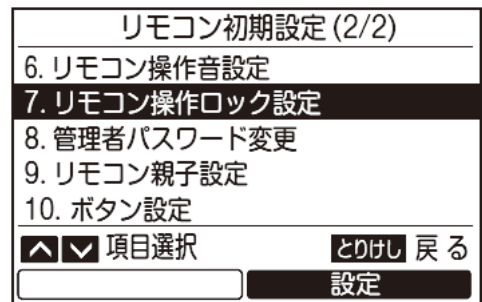 リモコン初期設定 (2/2)
6. リモコン操作音設定
7. リモコン操作ロック設定
8. 管理者パスワード変更
9. リモコン親子設定
10. ボタン設定
項目選択 とりけし 戻る
設定